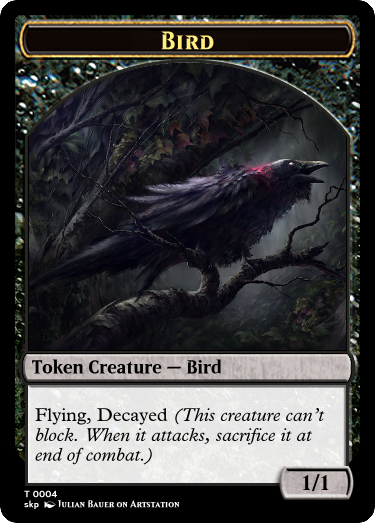 Bird
Token Creature — Bird
Flying, Decayed (This creature can't
block. When it attacks, sacrifice it at
end of combat.)
1/1
T 0004
skp Julian Bauer on Artstation